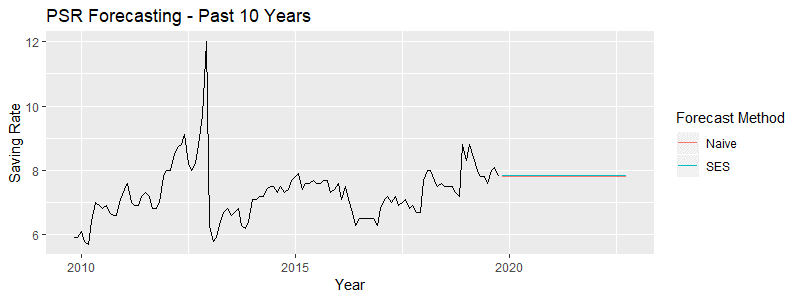 PSR Forecasting - Past 10 Years
12
10
8
6
Saving Rate
2010
2015
2020
Year
Forecast Method
Naive
SES